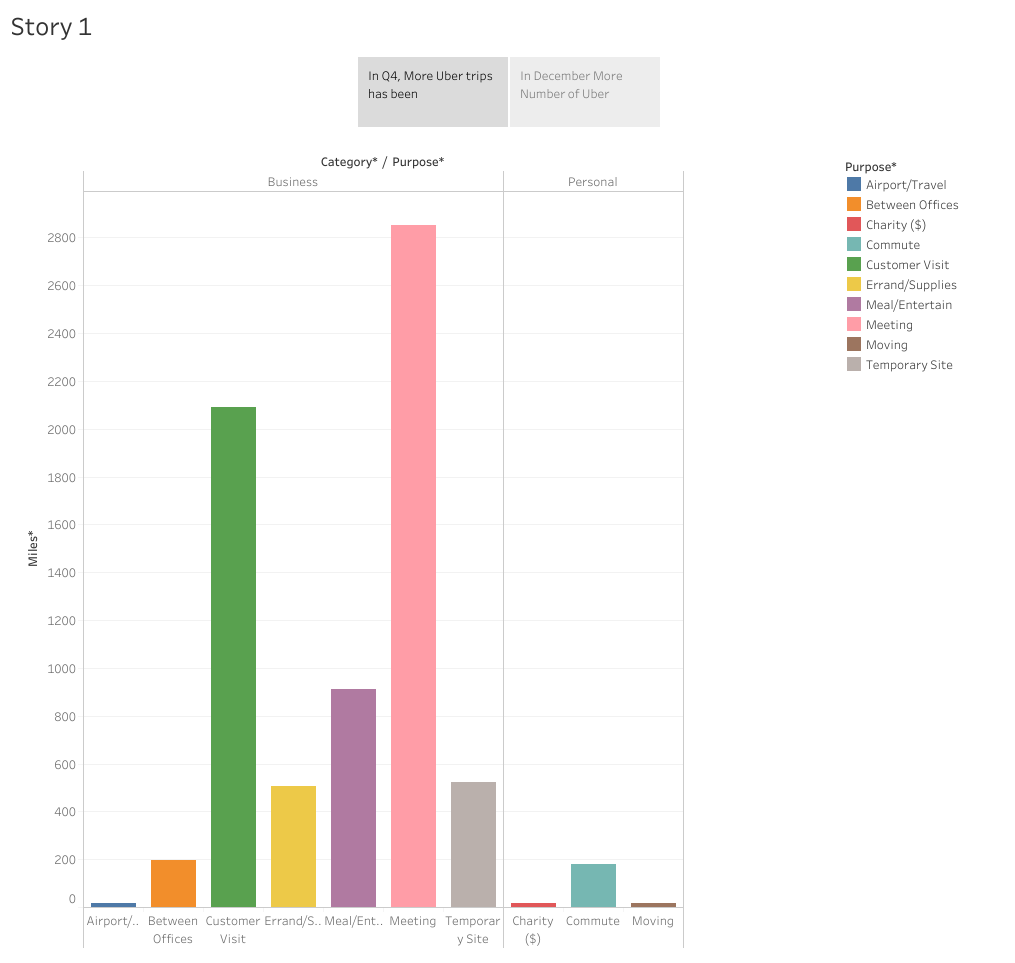 Story 1
In Q4, More Uber trips
has been
In December More
Number of Uber
Category* / Purpose*
Business
Personal
2800
2600
2400
2200
2000
1800
1600
1400
1200
1000
800
600
400
200
0
Miles*
Airport/..
Between
Offices
Customer
Visit
Errand/S..
Meal/Ent..
Meeting
Temporar
y Site
Charity
($)
Commute
Moving
Purpose*
Airport/Travel
Between Offices
Charity ($)
Commute
Customer Visit
Errand/Supplies
Meal/Entertain
Meeting
Moving
Temporary Site